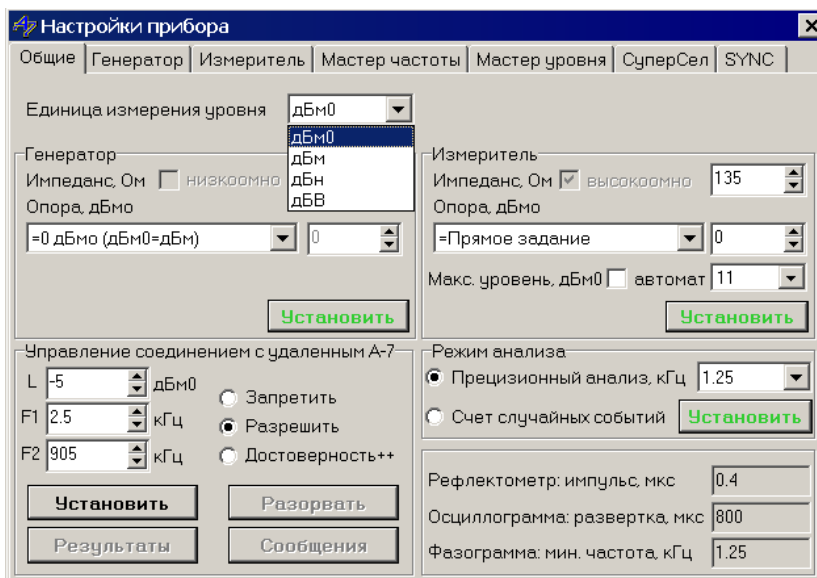 Настройки прибора
Общие Генератор Измеритель Мастер частоты Мастер уровня СуперСел SYNC
Единица измерения уровня дБм0
дБм0
дБм
дБн
дБВ
Генератор
Импеданс, Ом низкоомно
Опора, дБмо
=0 дБмо (дБм0=дБм) 0
Установить
Измеритель
Импеданс, Ом высокоомно 135
Опора, дБмо
=Прямое задание 0
Макс. уровень, дБм0 автомат 11
Установить
Управление соединением с удаленным А-7
L -5 дБм0
F1 2.5 кГц
F2 905 кГц
Запретить
Разрешить
Достоверность++
Установить Разорвать
Результаты Сообщения
Режим анализа
Прецизионный анализ, кГц 1.25
Счет случайных событий Установить
Рефлектометр: импульс, мкс 0.4
Осциллограмма: развертка, мкс 800
Фазограмма: мин. частота, кГц 1.25